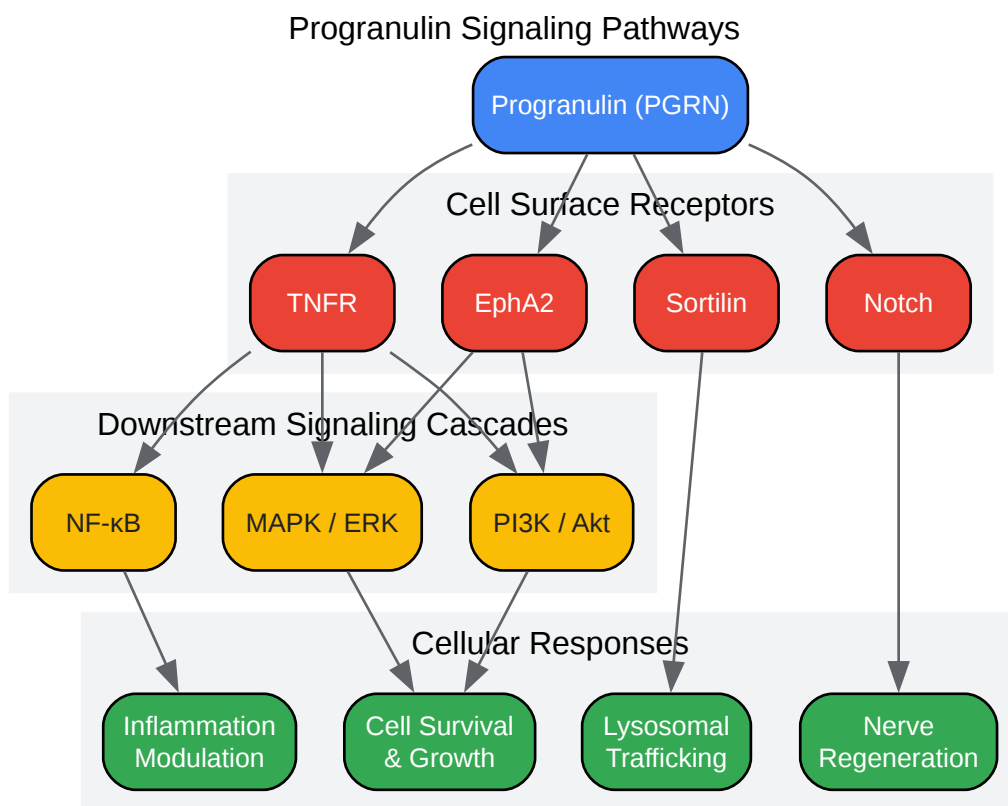 Progranulin Signaling Pathways
Progranulin (PGRN)
Cell Surface Receptors
TNFR
EphA2
Sortilin
Notch
Downstream Signaling Cascades
NF-κB
MAPK / ERK
PI3K / Akt
Cellular Responses
Inflammation
Modulation
Cell Survival
& Growth
Lysosomal
Trafficking
Nerve
Regeneration